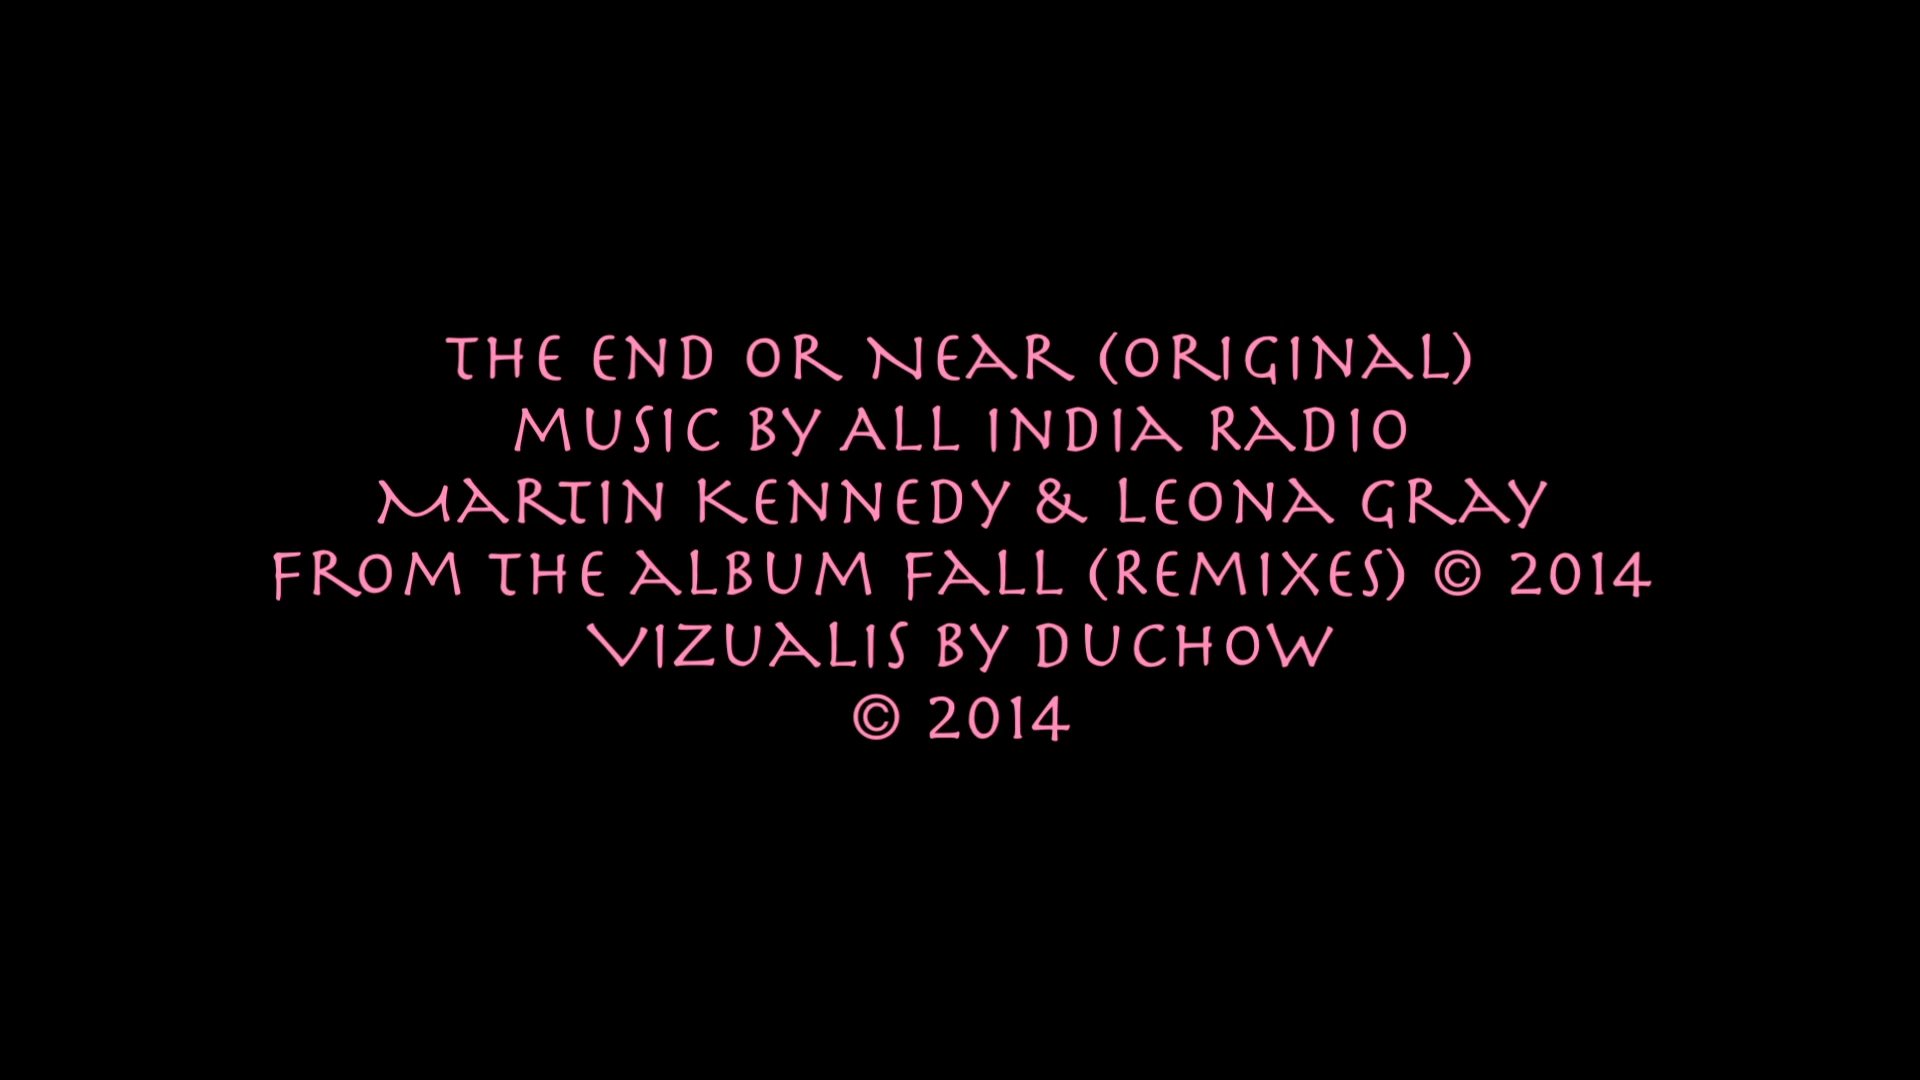 The End or Near (Original)
Music by All India Radio
Martin Kennedy & Leona Gray
from the album Fall (Remixes) © 2014
Vizualis by Duchow
© 2014